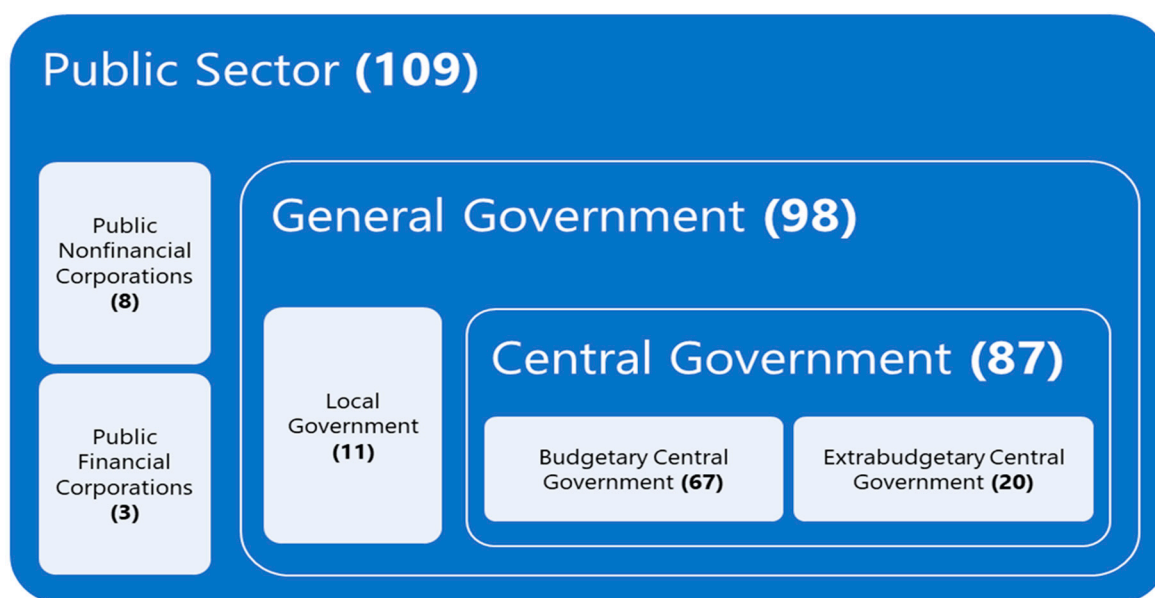 Public Sector (109)
Public
Nonfinancial
Corporations
(8)
Public
Financial
Corporations
(3)
General Government (98)
Local
Government
(11)
Central Government (87)
Budgetary Central
Government (67)
Extrabudgetary Central
Government (20)